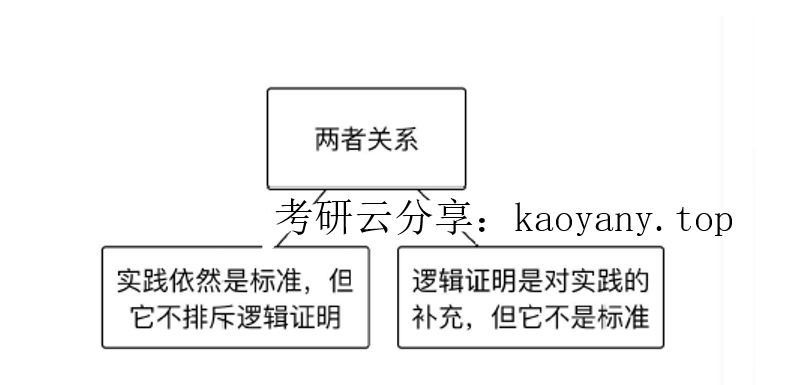 两者关系
考研云分享：kaoyany.top
实践依然是标准，但
它不排斥逻辑证明
逻辑证明是对实践的
补充，但它不是标准